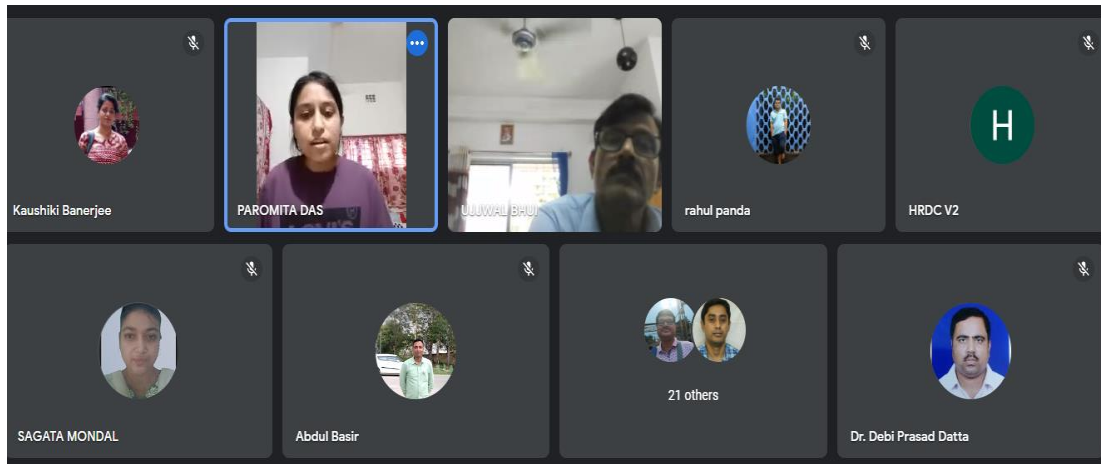 Kaushiki Banerjee
PAROMITA DAS
UJJWAL BHUI
rahul panda
H
HRDC V2
SAGATA MONDAL
Abdul Basir
21 others
Dr. Debi Prasad Datta